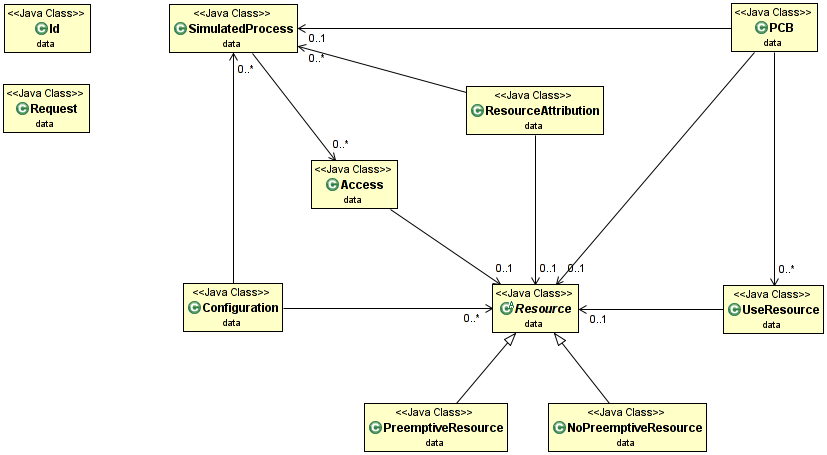 <<Java Class>>
Id
data
<<Java Class>>
SimulatedProcess
data
<<Java Class>>
PCB
data
0..1
0..*
0..*
<<Java Class>>
Request
data
<<Java Class>>
ResourceAttribution
data
0..*
<<Java Class>>
Access
data
0..1
0..1
0..1
0..*
<<Java Class>>
Configuration
data
0..*
<<Java Class>>
Resource
data
0..1
<<Java Class>>
UseResource
data
<<Java Class>>
PreemptiveResource
data
<<Java Class>>
NoPreemptiveResource
data